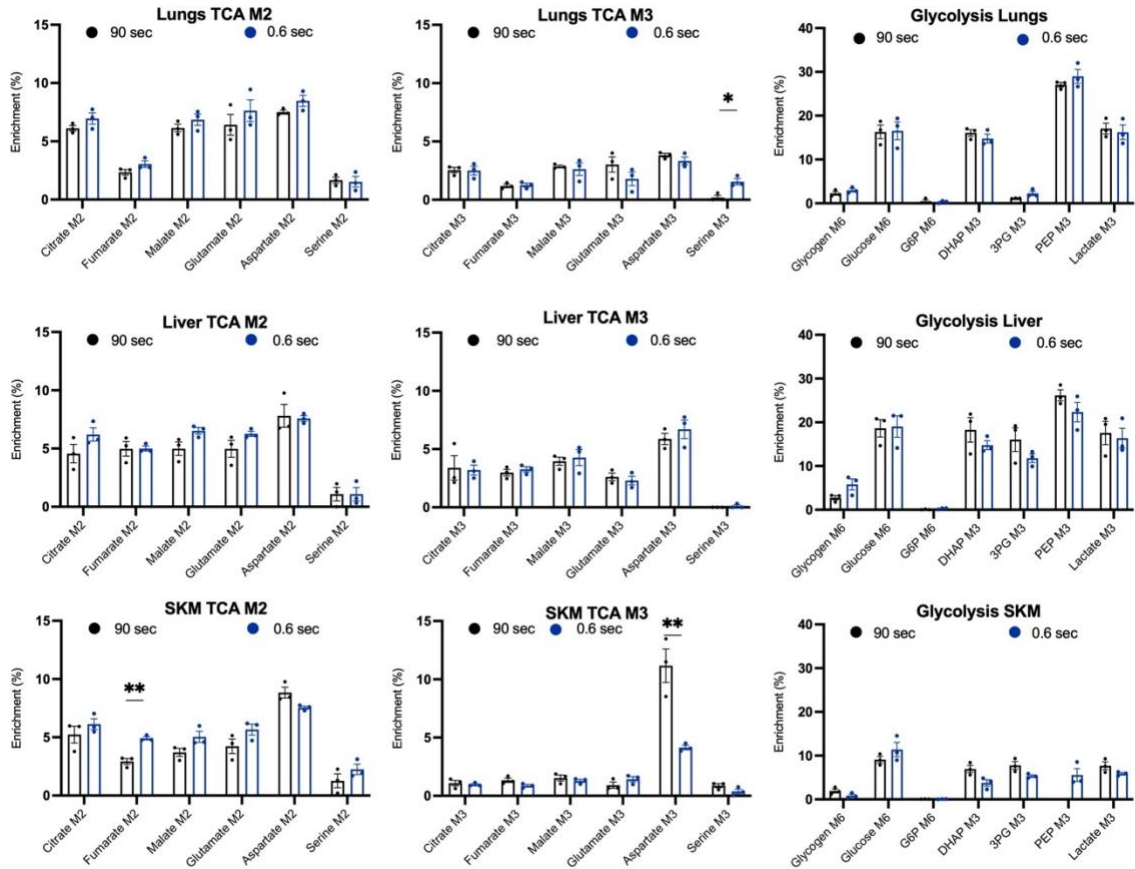 Lungs TCA M2
90 sec 0.6 sec
Enrichment (%)
15
10
5
0
Citrate M2
Fumarate M2
Malate M2
Glutamate M2
Aspartate M2
Serine M2
Lungs TCA M3
90 sec 0.6 sec
Enrichment (%)
15
10
5
0
*
Citrate M3
Fumarate M3
Malate M3
Glutamate M3
Aspartate M3
Serine M3
Glycolysis Lungs
90 sec 0.6 sec
Enrichment (%)
40
30
20
10
0
Glycogen M6
Glucose M6
G6P M6
DHAP M3
3PG M3
PEP M3
Lactate M3
Liver TCA M2
90 sec 0.6 sec
Enrichment (%)
15
10
5
0
Citrate M2
Fumarate M2
Malate M2
Glutamate M2
Aspartate M2
Serine M2
Liver TCA M3
90 sec 0.6 sec
Enrichment (%)
15
10
5
0
Citrate M3
Fumarate M3
Malate M3
Glutamate M3
Aspartate M3
Serine M3
Glycolysis Liver
90 sec 0.6 sec
Enrichment (%)
40
30
20
10
0
Glycogen M6
Glucose M6
G6P M6
DHAP M3
3PG M3
PEP M3
Lactate M3
SKM TCA M2
90 sec 0.6 sec
Enrichment (%)
15
10
5
0
**
Citrate M2
Fumarate M2
Malate M2
Glutamate M2
Aspartate M2
Serine M2
SKM TCA M3
90 sec 0.6 sec
Enrichment (%)
15
10
5
0
**
Citrate M3
Fumarate M3
Malate M3
Glutamate M3
Aspartate M3
Serine M3
Glycolysis SKM
90 sec 0.6 sec
Enrichment (%)
40
30
20
10
0
Glycogen M6
Glucose M6
G6P M6
DHAP M3
3PG M3
PEP M3
Lactate M3